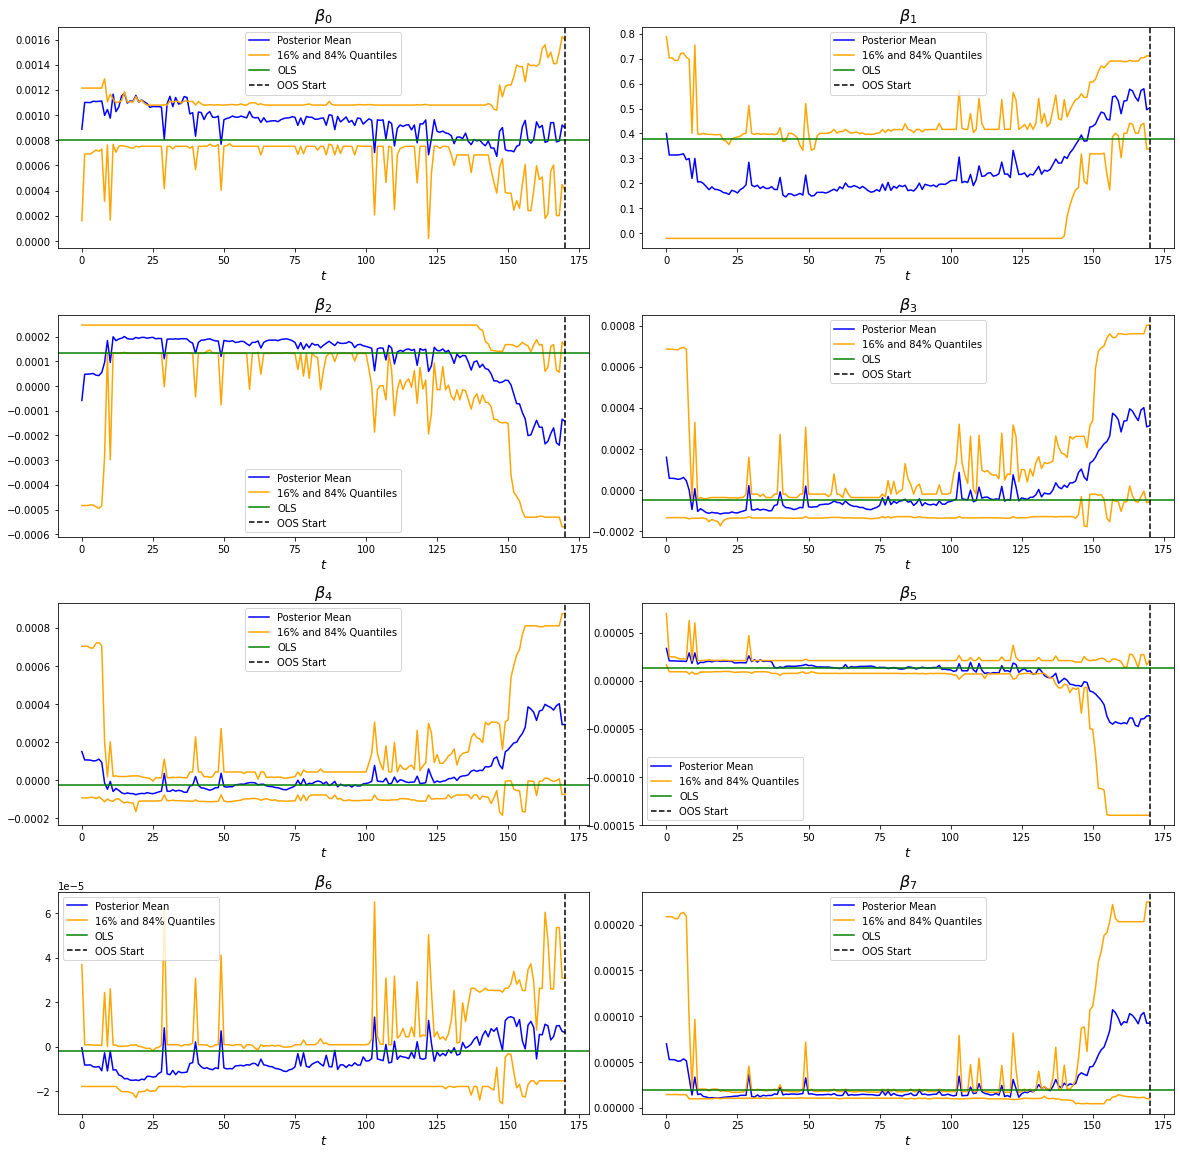 β0
0.0016
0.0014
0.0012
0.0010
0.0008
0.0006
0.0004
0.0002
0.0000
Posterior Mean
16% and 84% Quantiles
OLS
OOS Start
0 25 50 75 100 125 150 175
t
β1
0.8
0.7
0.6
0.5
0.4
0.3
0.2
0.1
0.0
Posterior Mean
16% and 84% Quantiles
OLS
OOS Start
0 25 50 75 100 125 150 175
t
β2
0.0002
0.0001
0.0000
−0.0001
−0.0002
−0.0003
−0.0004
−0.0005
−0.0006
Posterior Mean
16% and 84% Quantiles
OLS
OOS Start
0 25 50 75 100 125 150 175
t
β3
0.0008
0.0006
0.0004
0.0002
0.0000
−0.0002
Posterior Mean
16% and 84% Quantiles
OLS
OOS Start
0 25 50 75 100 125 150 175
t
β4
0.0008
0.0006
0.0004
0.0002
0.0000
−0.0002
Posterior Mean
16% and 84% Quantiles
OLS
OOS Start
0 25 50 75 100 125 150 175
t
β5
0.00005
0.00000
−0.00005
−0.00010
−0.00015
Posterior Mean
16% and 84% Quantiles
OLS
OOS Start
0 25 50 75 100 125 150 175
t
β6
1e−5
6
4
2
0
−2
Posterior Mean
16% and 84% Quantiles
OLS
OOS Start
0 25 50 75 100 125 150 175
t
β7
0.00020
0.00015
0.00010
0.00005
0.00000
Posterior Mean
16% and 84% Quantiles
OLS
OOS Start
0 25 50 75 100 125 150 175
t